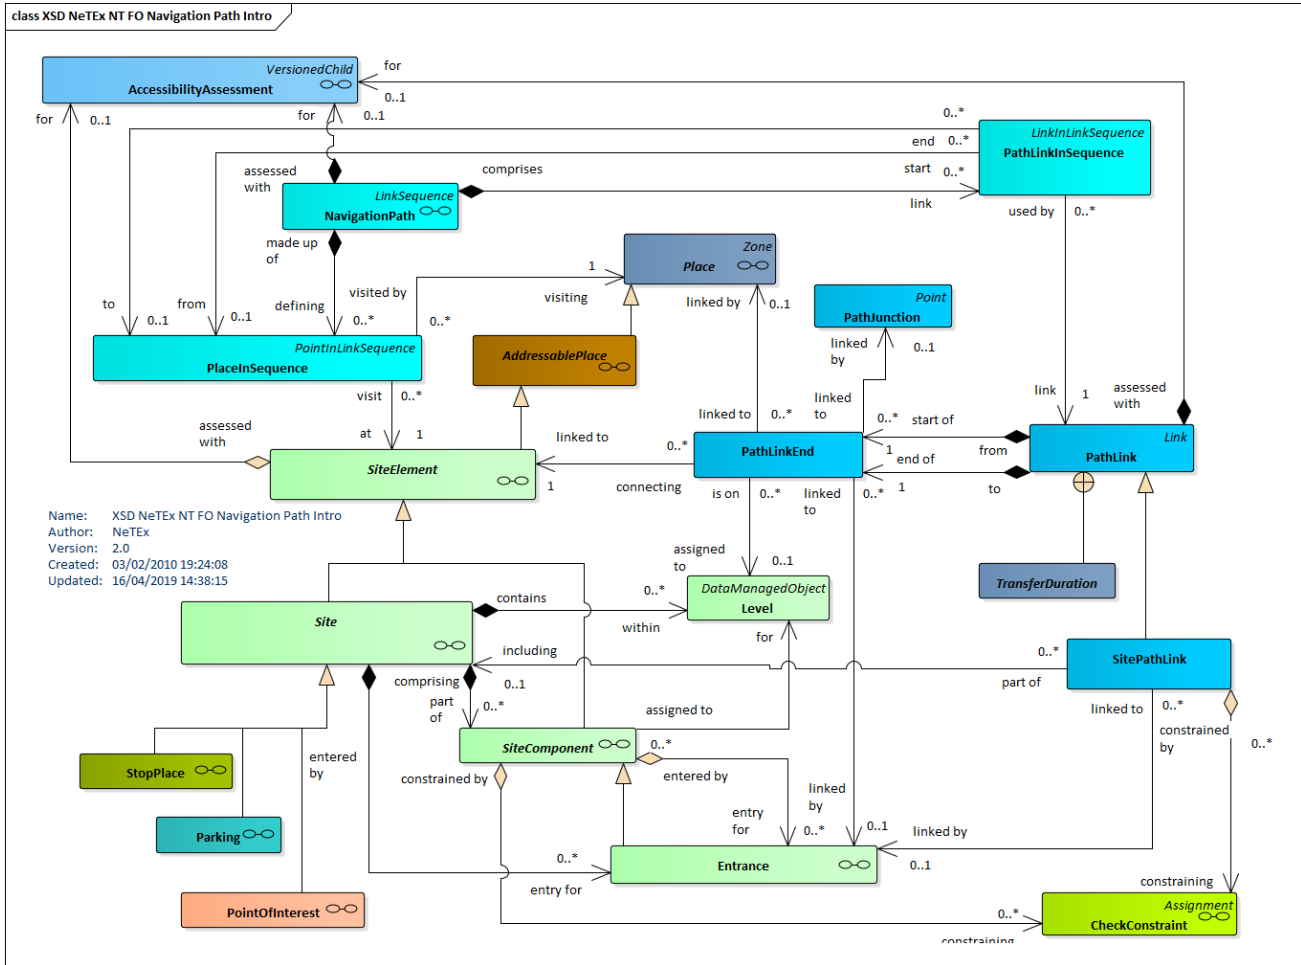 class XSD NeTEx NT FO Navigation Path Intro
VersionedChild
AccessibilityAssessment
for
0..1
for
0..1
for
0..1
0..*
LinkInLinkSequence
PathLinkInSequence
end
0..*
assessed
with
comprises
start
0..*
LinkSequence
NavigationPath
link
used by
0..*
made up
of
Zone
Place
1
visiting
linked by
0..1
Point
PathJunction
visited by
to
0..1
from
0..1
defining
0..*
0..*
linked
by
0..1
PointInLinkSequence
PlaceInSequence
AddressablePlace
visit
0..*
linked
to
link
1
assessed
with
linked to
0..*
0..*
start of
assessed
with
at
1
linked to
0..*
PathLinkEnd
1
from
Link
PathLink
SiteElement
1
connecting
end of
1
to
is on
0..*
linked
to
0..*
Name: XSD NeTEx NT FO Navigation Path Intro
Author: NeTEx
Version: 2.0
Created: 03/02/2010 19:24:08
Updated: 16/04/2019 14:38:15
assigned
to
0..1
TransferDuration
DataManagedObject
Level
contains
0..*
within
for
Site
including
0..1
0..*
part of
SitePathLink
comprising
part
of
0..*
assigned to
linked to
0..*
constrained
by
0..*
SiteComponent
0..*
entered
by
constrained by
entered by
StopPlace
linked
by
0..1
entry
for
0..*
linked by
0..1
Parking
0..*
entry for
Entrance
constraining
PointOfInterest
0..*
constraining
Assignment
CheckConstraint